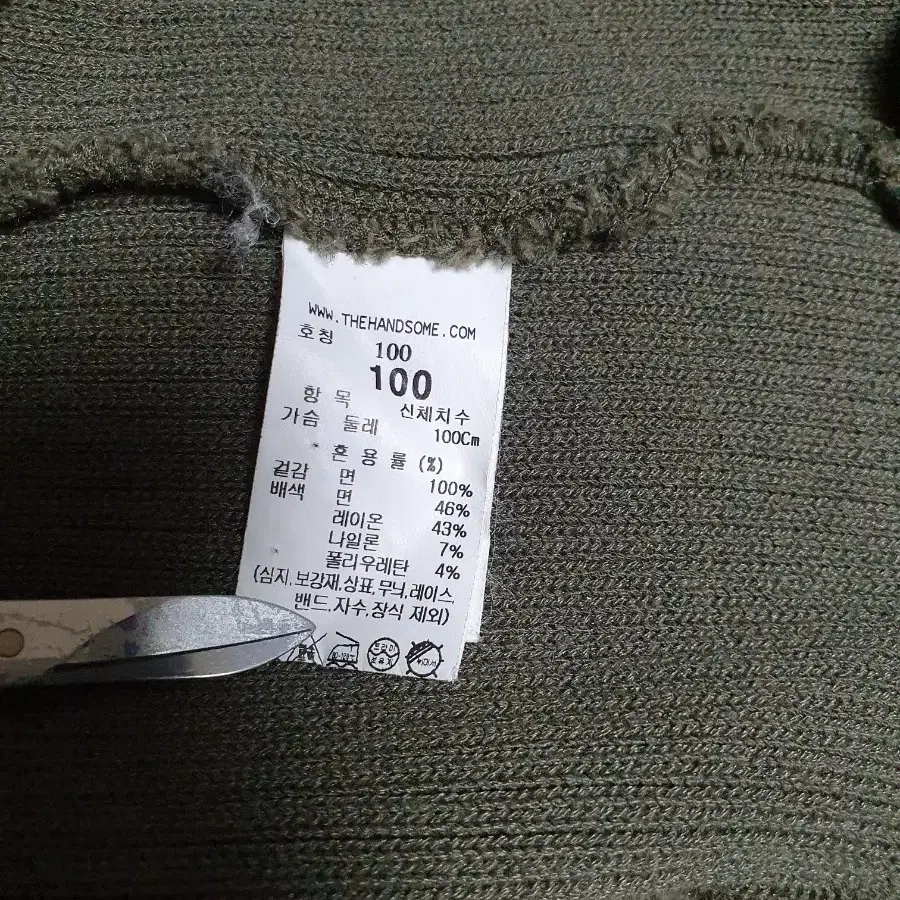 WWW.THEHANDSOME.COM
호칭 100
100
항 목 신체치수
가슴 둘레 100Cm
혼 용 률 (%)
겉감 면 100%
배색 면 46%
레이온 43%
나일론 7%
폴리우레탄 4%
(심지,보강재,상표,무늬,레이스,
밴드,자수,장식 제외)
드라이